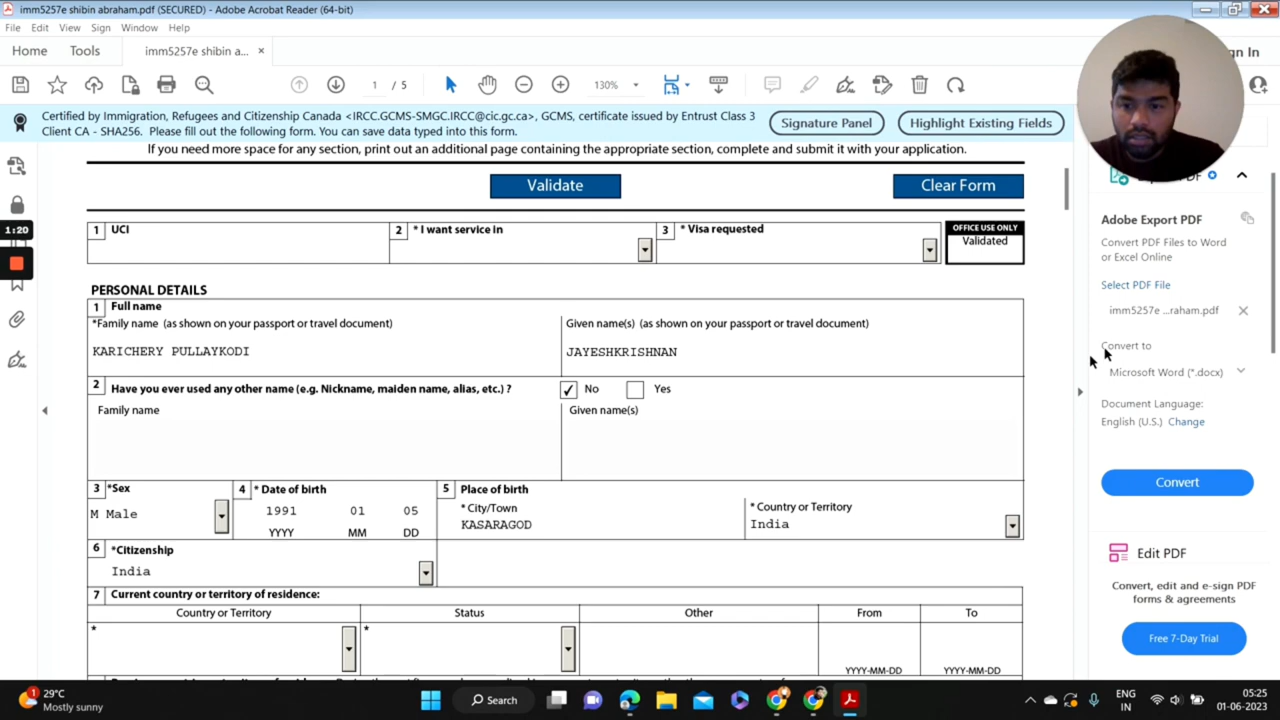 imm5257e shibin abraham.pdf (SECURED) - Adobe Acrobat Reader (64-bit)
File Edit View Sign Window Help
Home Tools imm5257e shibin a... × In
1 / 5 130%
Certified by Immigration, Refugees and Citizenship Canada <IRCC.GCMS-SMGC.IRCC@cic.gc.ca>, GCMS, certificate issued by Entrust Class 3
Client CA - SHA256. Please fill out the following form. You can save data typed into this form.
Signature Panel
Highlight Existing Fields
If you need more space for any section, print out an additional page containing the appropriate section, complete and submit it with your application.
Validate
Clear Form
1 UCI
2 * I want service in
3 * Visa requested
OFFICE USE ONLY
Validated
PERSONAL DETAILS
1 Full name
*Family name (as shown on your passport or travel document)
Given name(s) (as shown on your passport or travel document)
KARICHERY PULLAYKODI
JAYESHKRISHNAN
2 Have you ever used any other name (e.g. Nickname, maiden name, alias, etc.) ? ✓ No Yes
Family name
Given name(s)
3 *Sex
M Male
4 * Date of birth
1991 01 05
YYYY MM DD
5 Place of birth
* City/Town
KASARAGOD
* Country or Territory
India
6 *Citizenship
India
7 Current country or territory of residence:
Country or Territory Status Other From To
* *
YYYY-MM-DD YYYY-MM-DD
1:20
Adobe Export PDF
Convert PDF Files to Word
or Excel Online
Select PDF File
imm5257e ...raham.pdf
Convert to
Microsoft Word (*.docx)
Document Language:
English (U.S.) Change
Convert
Edit PDF
Convert, edit and e-sign PDF
forms & agreements
Free 7-Day Trial
1
29°C
Mostly sunny
Search
ENG
IN
05:25
01-06-2023